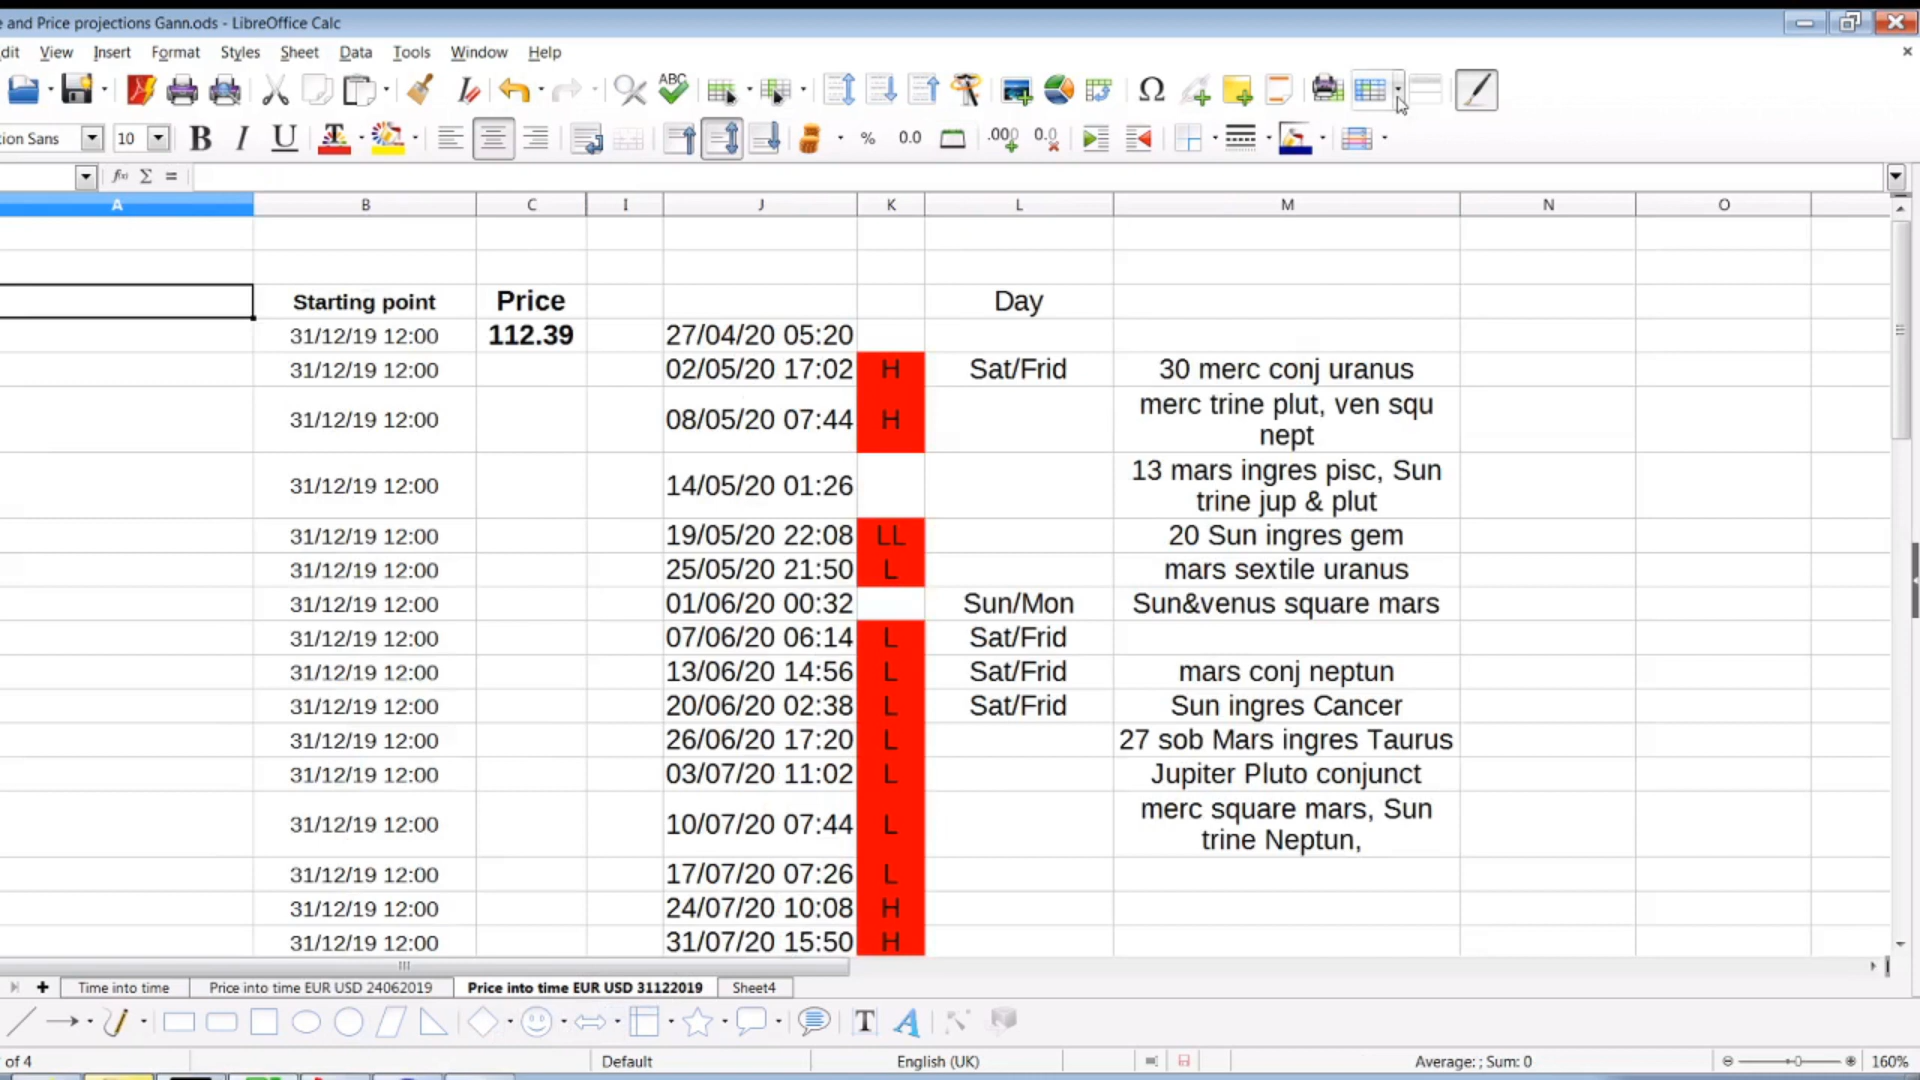 e and Price projections Gann.ods - LibreOffice Calc
dit View Insert Format Styles Sheet Data Tools Window Help
ABC
tion Sans 10 B I U % 0.0 .000 0.0
A B C I J K L M N O
Starting point Price Day
31/12/19 12:00 112.39 27/04/20 05:20
31/12/19 12:00 02/05/20 17:02 H Sat/Frid 30 merc conj uranus
31/12/19 12:00 08/05/20 07:44 H merc trine plut, ven squ
nept
31/12/19 12:00 14/05/20 01:26 13 mars ingres pisc, Sun
trine jup & plut
31/12/19 12:00 19/05/20 22:08 LL 20 Sun ingres gem
31/12/19 12:00 25/05/20 21:50 L mars sextile uranus
31/12/19 12:00 01/06/20 00:32 Sun/Mon Sun&venus square mars
31/12/19 12:00 07/06/20 06:14 L Sat/Frid
31/12/19 12:00 13/06/20 14:56 L Sat/Frid mars conj neptun
31/12/19 12:00 20/06/20 02:38 L Sat/Frid Sun ingres Cancer
31/12/19 12:00 26/06/20 17:20 L 27 sob Mars ingres Taurus
31/12/19 12:00 03/07/20 11:02 L Jupiter Pluto conjunct
31/12/19 12:00 10/07/20 07:44 L merc square mars, Sun
trine Neptun,
31/12/19 12:00 17/07/20 07:26 L
31/12/19 12:00 24/07/20 10:08 H
31/12/19 12:00 31/07/20 15:50 H
Time into time Price into time EUR USD 24062019 Price into time EUR USD 31122019 Sheet4
of 4 Default English (UK) Average: ; Sum: 0 160%